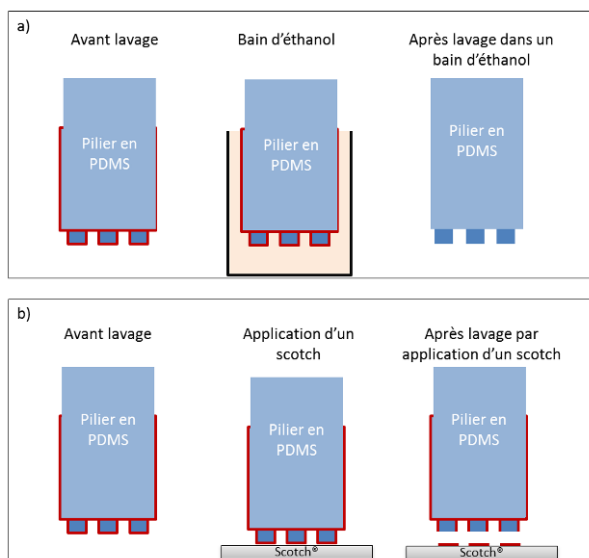 a)
Avant lavage
Bain d'éthanol
Après lavage dans un
bain d'éthanol
Pilier en
PDMS
Pilier en
PDMS
Pilier en
PDMS
b)
Avant lavage
Application d'un
scotch
Après lavage par
application d'un scotch
Pilier en
PDMS
Pilier en
PDMS
Pilier en
PDMS
Scotch®
Scotch®